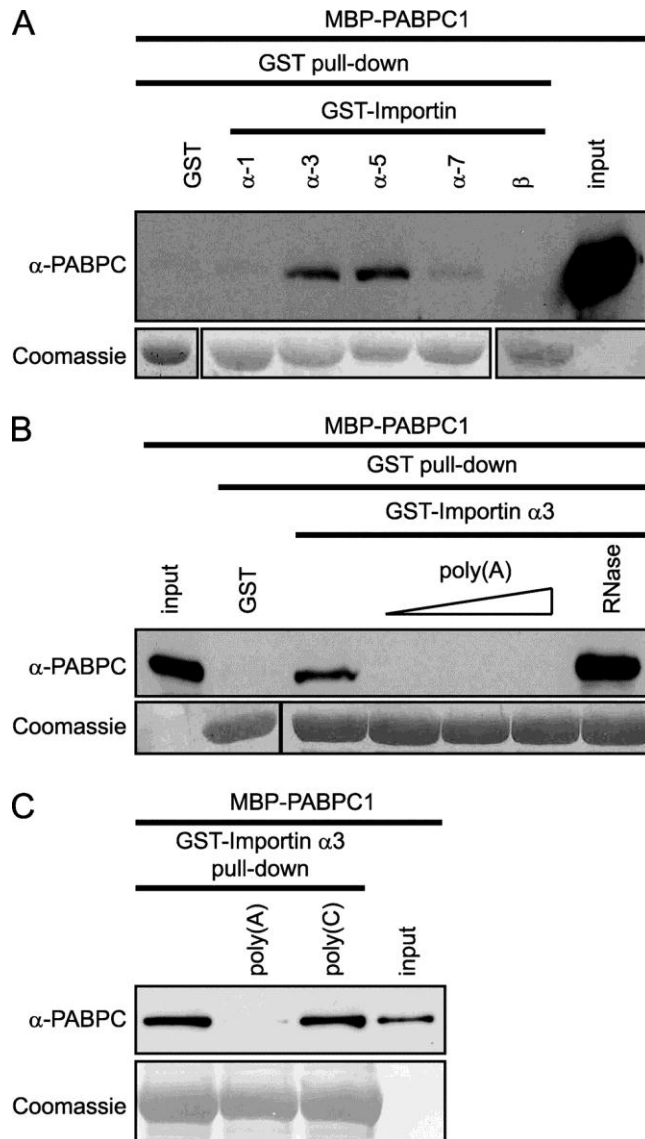 A
MBP-PABPC1
GST pull-down
GST-Importin
GST α-1 α-3 α-5 α-7 β input
α-PABPC
Coomassie
B
MBP-PABPC1
GST pull-down
GST-Importin α3
input GST poly(A) RNase
α-PABPC
Coomassie
C
MBP-PABPC1
GST-Importin α3
pull-down
poly(A) poly(C) input
α-PABPC
Coomassie